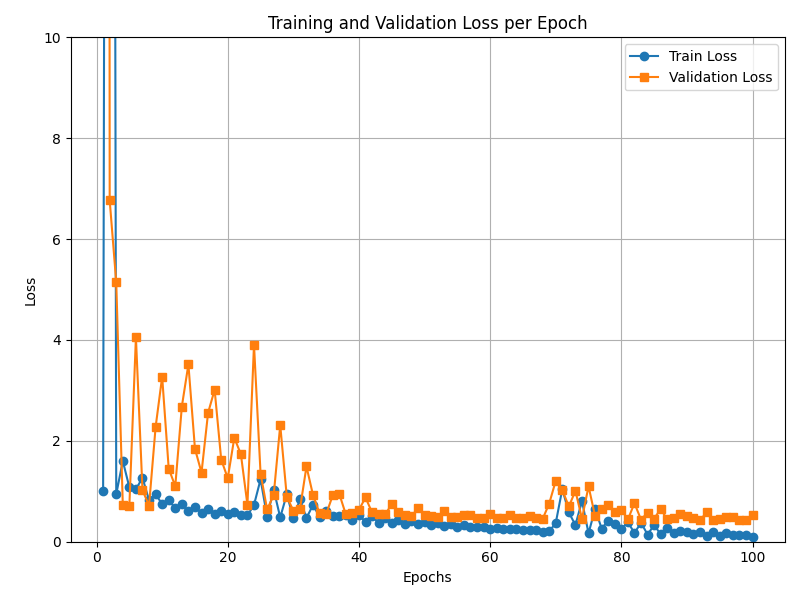 Training and Validation Loss per Epoch
Train Loss
Validation Loss
Loss
10
8
6
4
2
0
0 20 40 60 80 100
Epochs